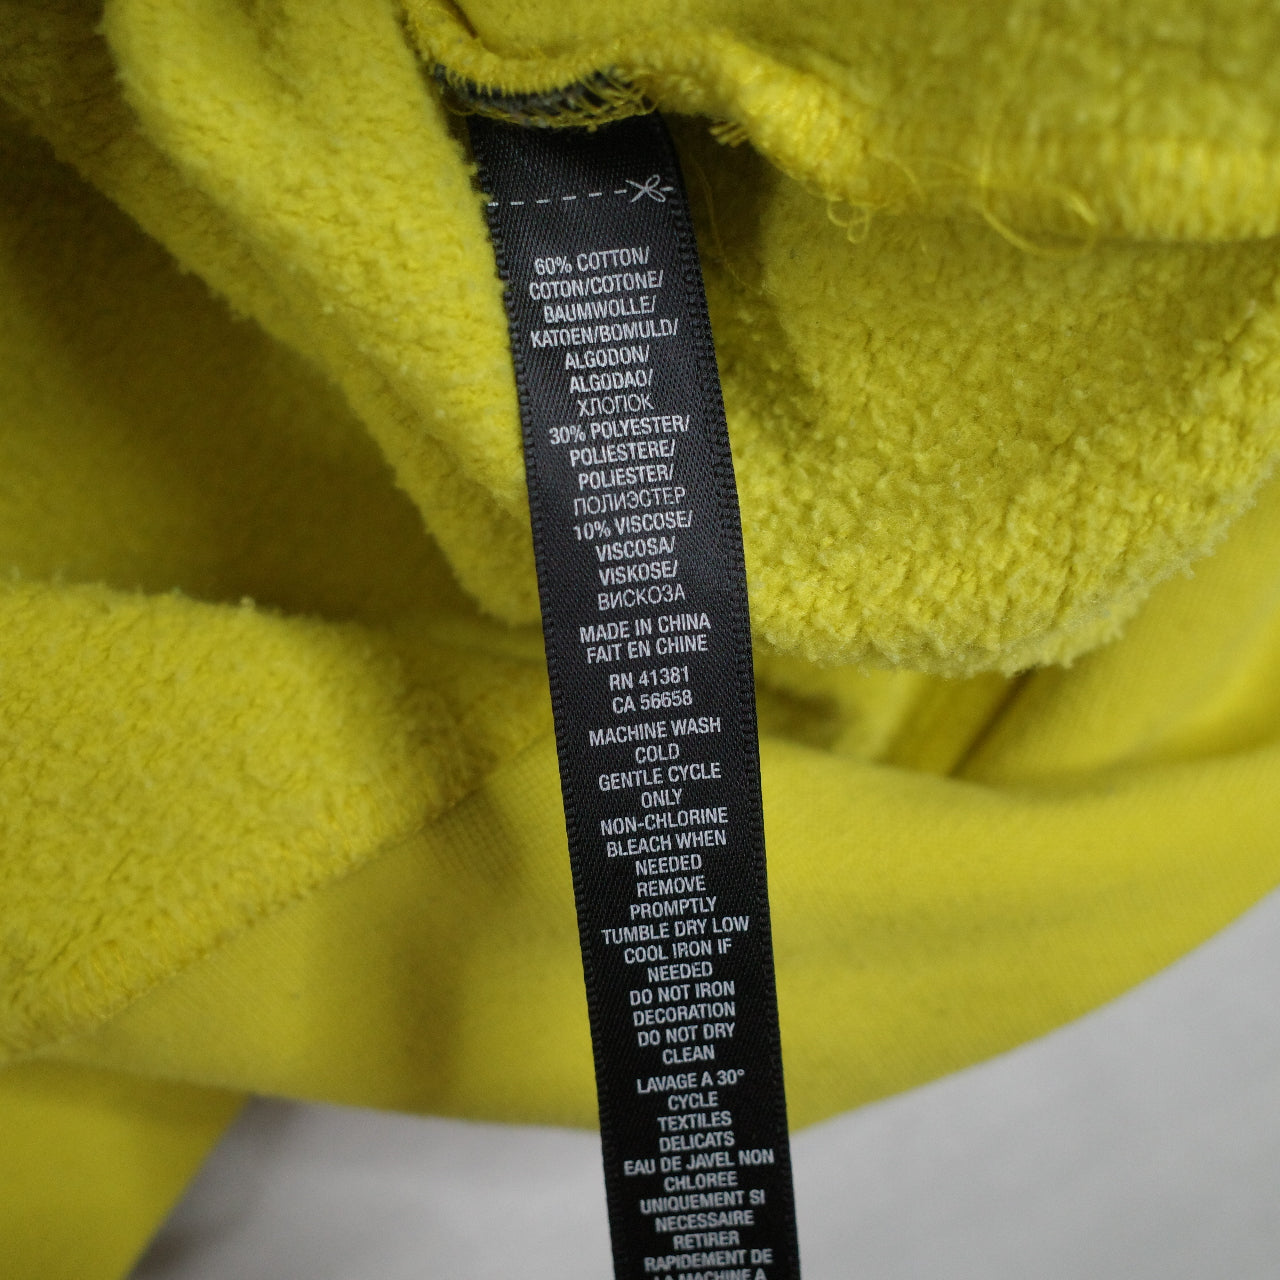 60% COTTON/
COTON/COTONE/
BAUMWOLLE/
KATOEN/BOMULD/
ALGODON/
ALGODAO/
ХЛОПОК
30% POLYESTER/
POLIESTERE/
POLIESTER/
ПОЛИЭСТЕР
10% VISCOSE/
VISCOSA/
VISKOSE/
ВИСКОЗА
MADE IN CHINA
FAIT EN CHINE
RN 41381
CA 56658
MACHINE WASH
COLD
GENTLE CYCLE
ONLY
NON-CHLORINE
BLEACH WHEN
NEEDED
REMOVE
PROMPTLY
TUMBLE DRY LOW
COOL IRON IF
NEEDED
DO NOT IRON
DECORATION
DO NOT DRY
CLEAN
LAVAGE A 30°
CYCLE
TEXTILES
DELICATS
EAU DE JAVEL NON
CHLOREE
UNIQUEMENT SI
NECESSAIRE
RETIRER
RAPIDEMENT DE
LA MACHINE A